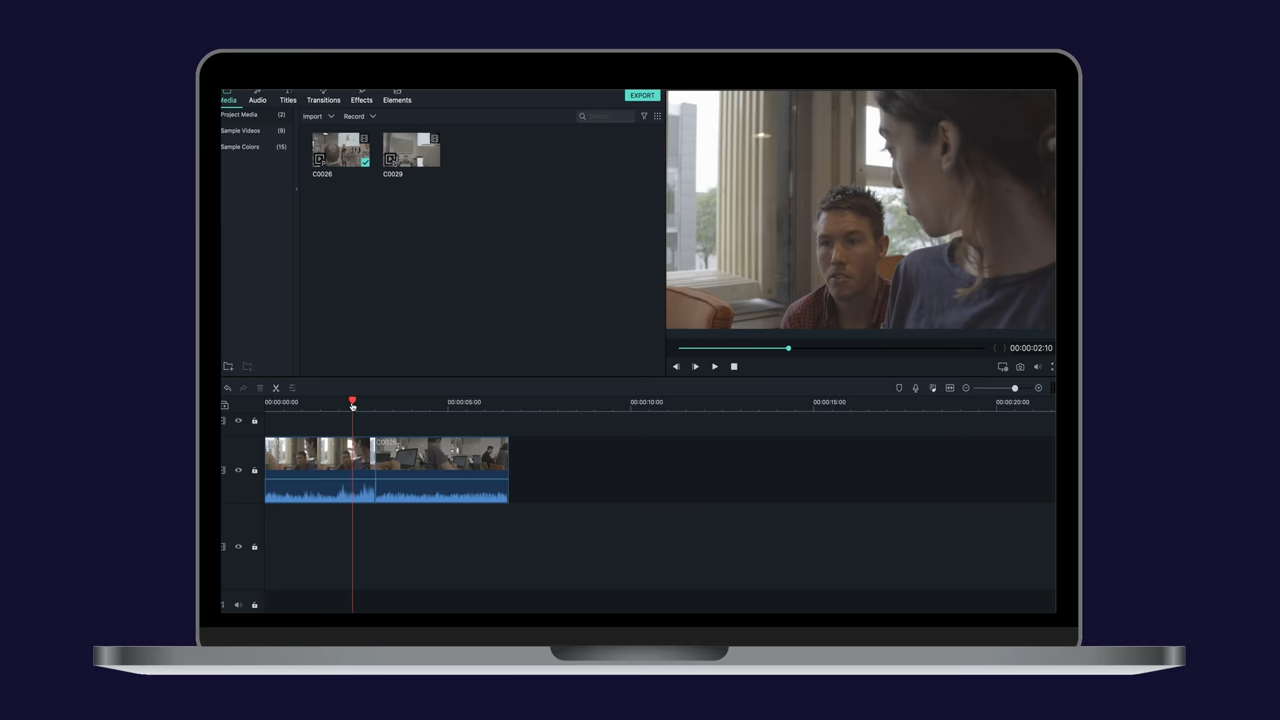 EXPORT
Media Audio Titles Transitions Effects Elements
Project Media (2)
Import Record Search
Sample Videos (9)
Sample Colors (15)
C0026 C0029
00:00:02:10
00:00:00:00 00:00:05:00 00:00:10:00 00:00:15:00 00:00:20:00
C0026